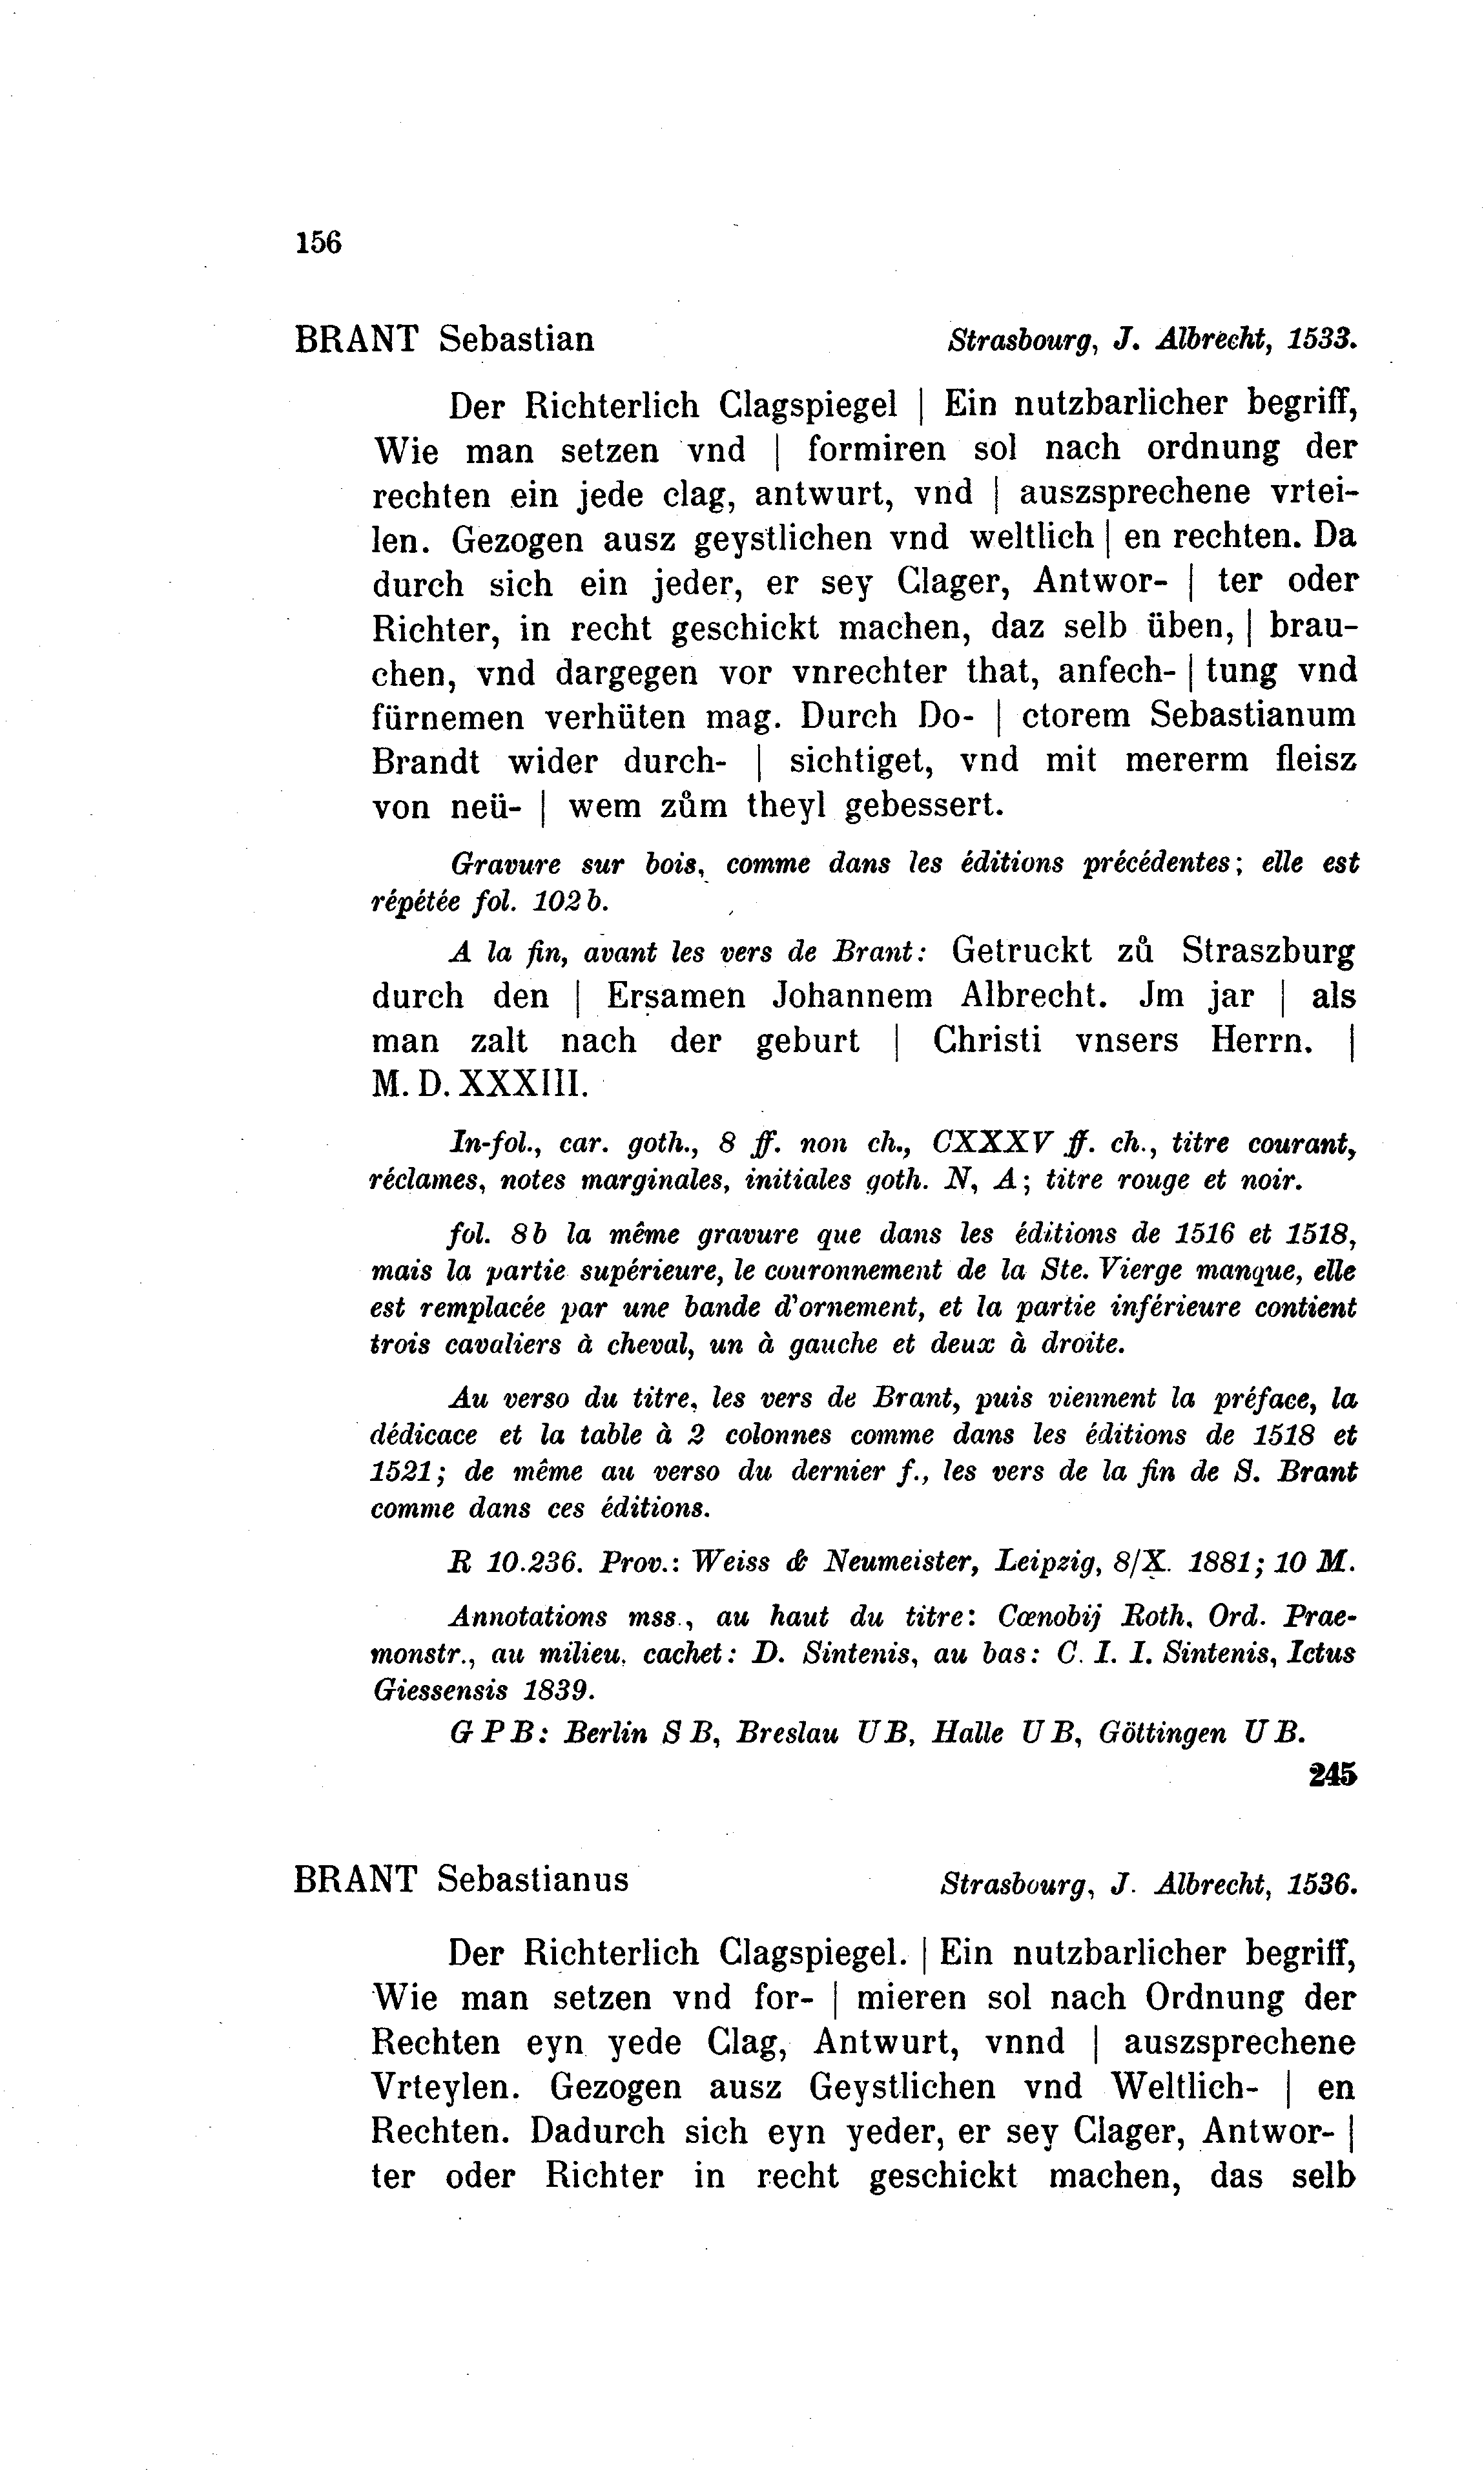 156
BRANT Sebastian Strasbourg, J. Albrecht, 1533.
Der Richterlich Clagspiegel | Ein nutzbarlicher begriff,
Wie man setzen vnd | formiren sol nach ordnung der
rechten ein jede clag, antwurt, vnd | auszsprechene vrtei-
len. Gezogen ausz geystlichen vnd weltlich | en rechten. Da
durch sich ein jeder, er sey Clager, Antwor- | ter oder
Richter, in recht geschickt machen, daz selb üben, | brau-
chen, vnd dargegen vor vnrechter that, anfech- | tung vnd
fürnemen verhüten mag. Durch Do- | ctorem Sebastianum
Brandt wider durch- | sichtiget, vnd mit mererm fleisz
von neü- | wem zům theyl gebessert.
Gravure sur bois, comme dans les éditions précédentes; elle est
répétée fol. 102 b.
A la fin, avant les vers de Brant: Getruckt zů Straszburg
durch den | Ersamen Johannem Albrecht. Jm jar | als
man zalt nach der geburt | Christi vnsers Herrn. |
M. D. XXXIII.
In-fol., car. goth., 8 ff. non ch., CXXXV ff. ch., titre courant,
réclames, notes marginales, initiales goth. N, A; titre rouge et noir.
fol. 8 b la même gravure que dans les éditions de 1516 et 1518,
mais la partie supérieure, le couronnement de la Ste. Vierge manque, elle
est remplacée par une bande d'ornement, et la partie inférieure contient
trois cavaliers à cheval, un à gauche et deux à droite.
Au verso du titre, les vers de Brant, puis viennent la préface, la
dédicace et la table à 2 colonnes comme dans les éditions de 1518 et
1521; de même au verso du dernier f., les vers de la fin de S. Brant
comme dans ces éditions.
R 10.236. Prov.: Weiss & Neumeister, Leipzig, 8/X. 1881; 10 M.
Annotations mss., au haut du titre: Cœnobij Roth. Ord. Prae-
monstr., au milieu, cachet: D. Sintenis, au bas: C. I. I. Sintenis, Ictus
Giessensis 1839.
G P B: Berlin S B, Breslau U B, Halle U B, Göttingen U B.
245
BRANT Sebastianus Strasbourg, J. Albrecht, 1536.
Der Richterlich Clagspiegel. | Ein nutzbarlicher begriff,
Wie man setzen vnd for- | mieren sol nach Ordnung der
Rechten eyn yede Clag, Antwurt, vnnd | auszsprechene
Vrteylen. Gezogen ausz Geystlichen vnd Weltlich- | en
Rechten. Dadurch sich eyn yeder, er sey Clager, Antwor- |
ter oder Richter in recht geschickt machen, das selb